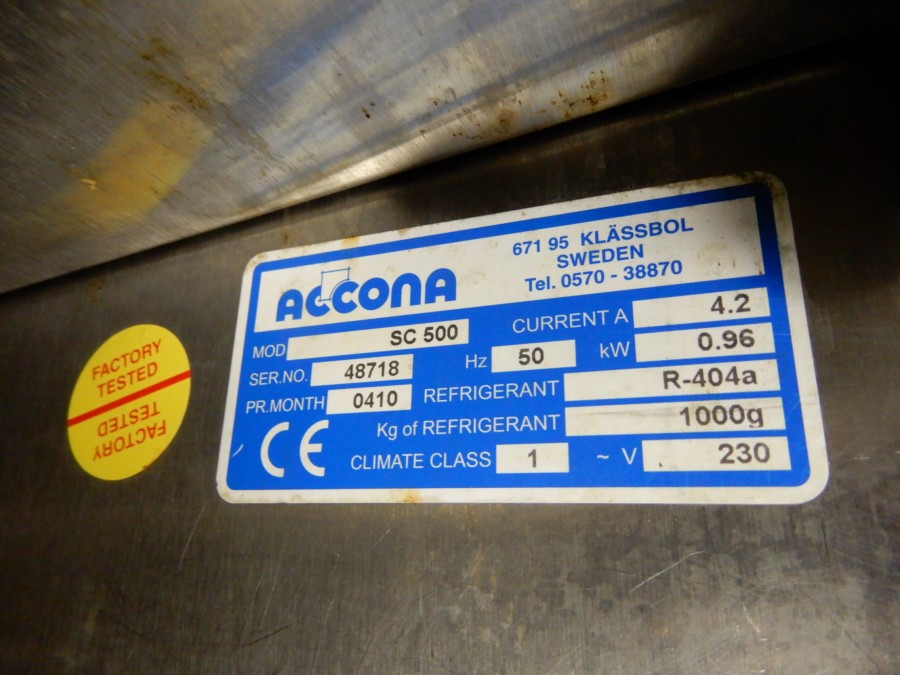 ACCONA
671 95 KLÄSSBOL
SWEDEN
Tel. 0570 - 38870
MOD SC 500
CURRENT A 4.2
SER.NO. 48718
Hz 50
kW 0.96
PR.MONTH 0410
REFRIGERANT R-404a
Kg of REFRIGERANT 1000g
CE
CLIMATE CLASS 1
~ V 230
FACTORY
TESTED
FACTORY
TESTED